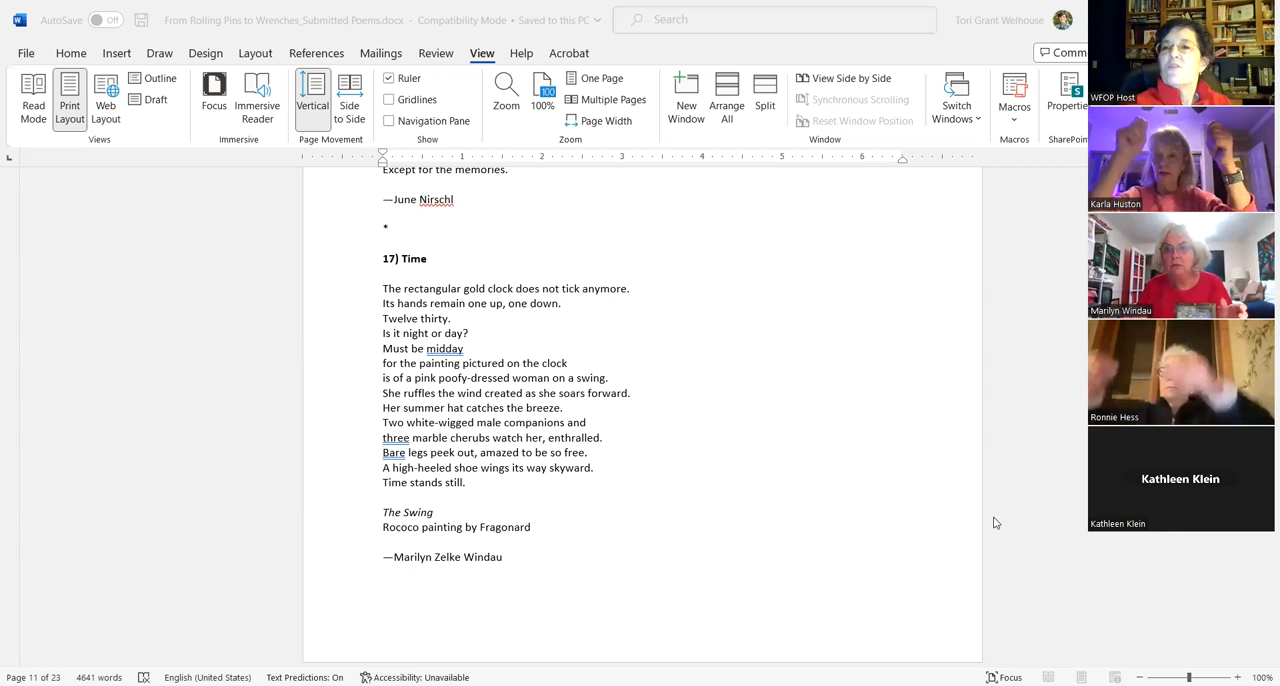 AutoSave Off From Rolling Pins to Wrenches_Submitted Poems.docx - Compatibility Mode • Saved to this PC Search Tori Grant Welhouse
File Home Insert Draw Design Layout References Mailings Review View Help Acrobat Comm
Read Mode Print Layout Web Layout Outline Draft
Views
Focus Immersive Reader
Immersive
Vertical Side to Side
Page Movement
Ruler Gridlines Navigation Pane
Show
Zoom 100 100% One Page Multiple Pages Page Width
Zoom
New Window Arrange All Split View Side by Side Synchronous Scrolling Reset Window Position Switch Windows
Window
Macros
Macros
Properties
SharePoi
1 2 3 4 5 6
Except for the memories.
—June Nirschl
*
17) Time
The rectangular gold clock does not tick anymore.
Its hands remain one up, one down.
Twelve thirty.
Is it night or day?
Must be midday
for the painting pictured on the clock
is of a pink poofy-dressed woman on a swing.
She ruffles the wind created as she soars forward.
Her summer hat catches the breeze.
Two white-wigged male companions and
three marble cherubs watch her, enthralled.
Bare legs peek out, amazed to be so free.
A high-heeled shoe wings its way skyward.
Time stands still.
The Swing
Rococo painting by Fragonard
—Marilyn Zelke Windau
WFOP Host
Karla Huston
Marilyn Windau
Ronnie Hess
Kathleen Klein
Kathleen Klein
Page 11 of 23 4641 words English (United States) Text Predictions: On Accessibility: Unavailable Focus 100%